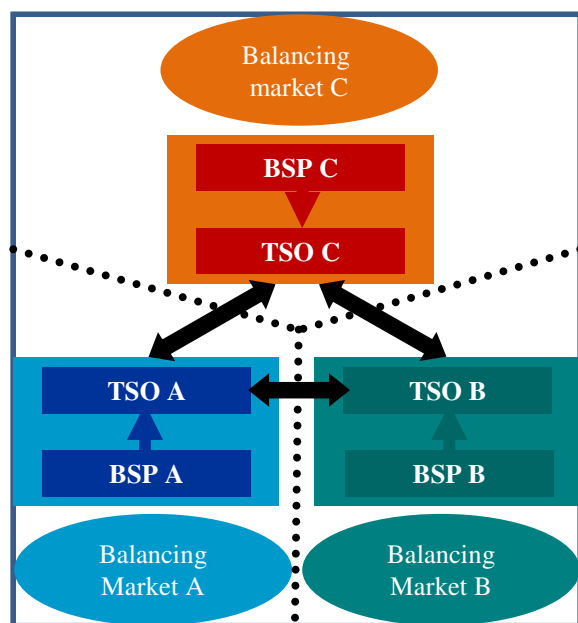 Balancing
market C
BSP C
TSO C
TSO A
TSO B
BSP A
BSP B
Balancing
Market A
Balancing
Market B